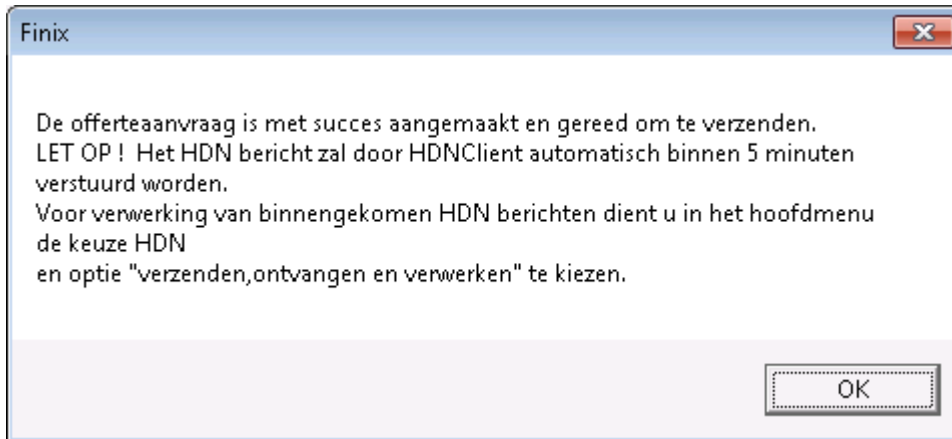 Finix
De offerteaanvraag is met succes aangemaakt en gereed om te verzenden.
LET OP !  Het HDN bericht zal door HDNClient automatisch binnen 5 minuten
verstuurd worden.
Voor verwerking van binnengekomen HDN berichten dient u in het hoofdmenu
de keuze HDN
en optie "verzenden,ontvangen en verwerken" te kiezen.
OK